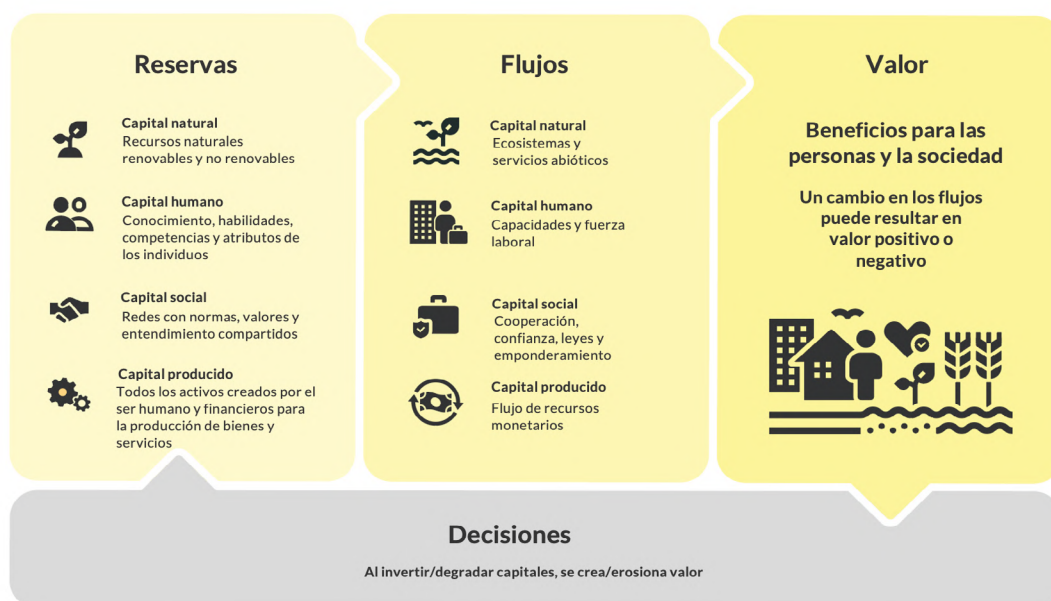 Reservas
Capital natural
Recursos naturales
renovables y no renovables
Capital humano
Conocimiento, habilidades,
competencias y atributos de
los individuos
Capital social
Redes con normas, valores y
entendimiento compartidos
Capital producido
Todos los activos creados por el
ser humano y financieros para
la producción de bienes y
servicios
Flujos
Capital natural
Ecosistemas y
servicios abióticos
Capital humano
Capacidades y fuerza
laboral
Capital social
Cooperación,
confianza, leyes y
emponderamiento
Capital producido
Flujo de recursos
monetarios
Valor
Beneficios para las
personas y la sociedad
Un cambio en los flujos
puede resultar en
valor positivo o
negativo
Decisiones
Al invertir/degradar capitales, se crea/erosiona valor